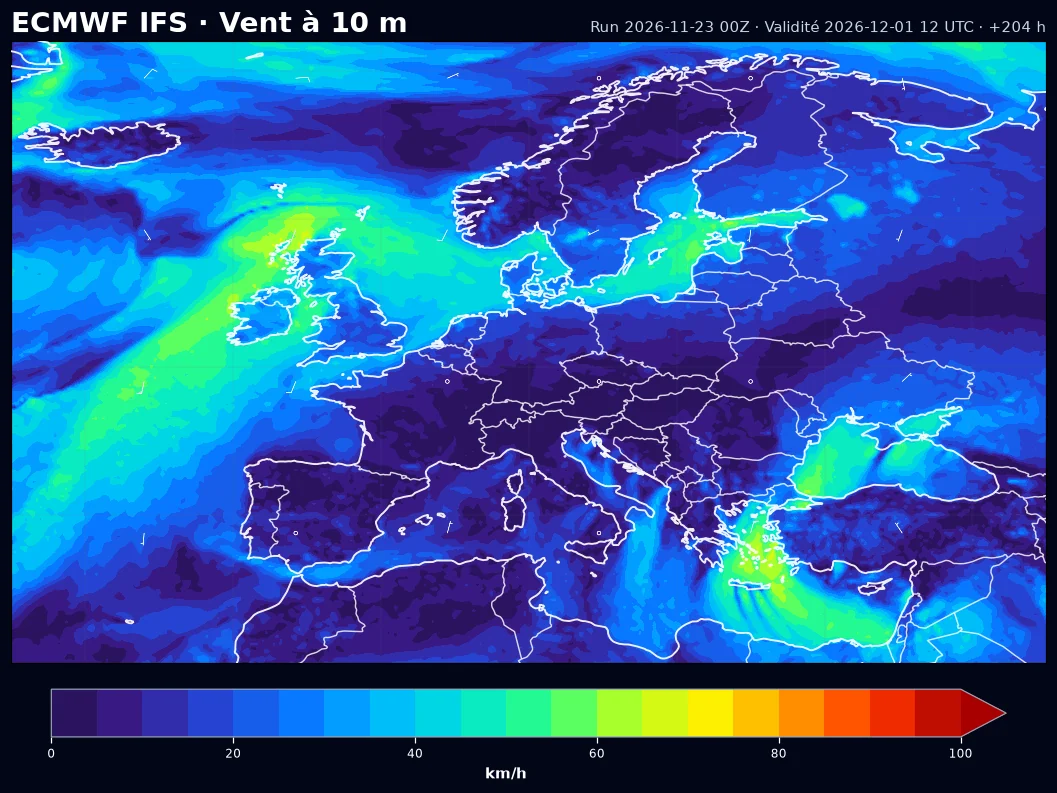 ECMWF IFS · Vent à 10 m
Run 2026-11-23 00Z · Validité 2026-12-01 12 UTC · +204 h
0 20 40 60 80 100
km/h